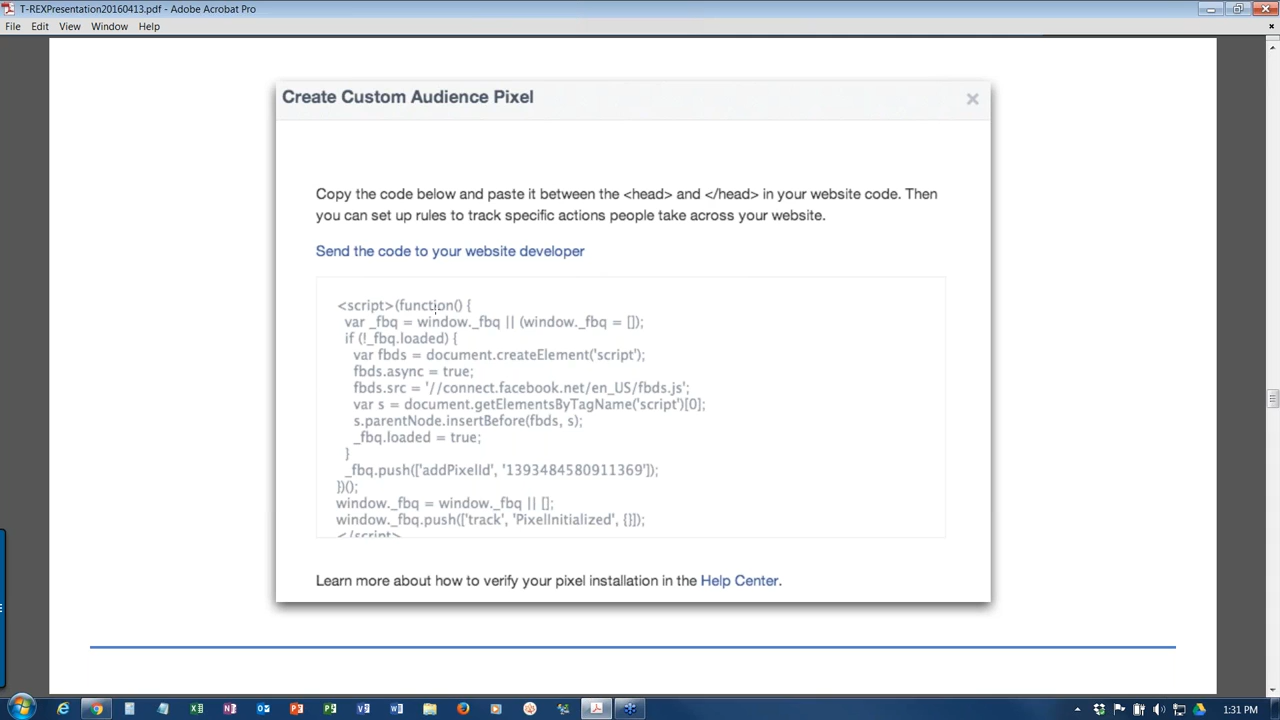 T-REXPresentation20160413.pdf - Adobe Acrobat Pro
File Edit View Window Help
Create Custom Audience Pixel
Copy the code below and paste it between the <head> and </head> in your website code. Then
you can set up rules to track specific actions people take across your website.
Send the code to your website developer
<script>(function() {
var _fbq = window._fbq || (window._fbq = []);
if (!_fbq.loaded) {
var fbds = document.createElement('script');
fbds.async = true;
fbds.src = '//connect.facebook.net/en_US/fbds.js';
var s = document.getElementsByTagName('script')[0];
s.parentNode.insertBefore(fbds, s);
_fbq.loaded = true;
}
_fbq.push(['addPixelId', '1393484580911369']);
})();
window._fbq = window._fbq || [];
window._fbq.push(['track', 'PixelInitialized', {}]);
</script>
Learn more about how to verify your pixel installation in the Help Center.
1:31 PM